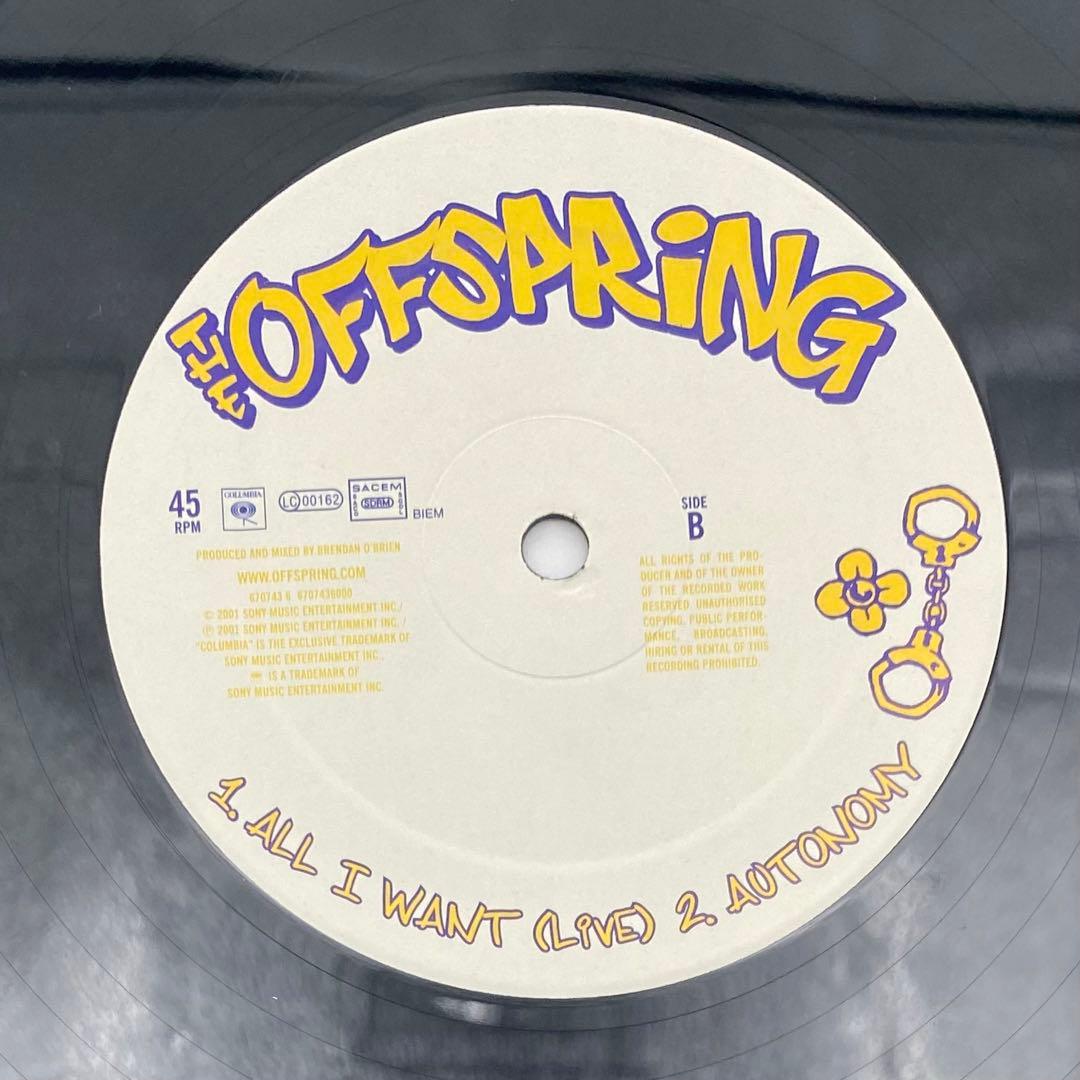 THE OFFSPRING
45
RPM
COLUMBIA
LC 00162
SACEM
SDRM
BIEM
PRODUCED AND MIXED BY BRENDAN O'BRIEN
WWW.OFFSPRING.COM
670743 6 6707436000
© 2001 SONY MUSIC ENTERTAINMENT INC./
℗ 2001 SONY MUSIC ENTERTAINMENT INC. /
"COLUMBIA" IS THE EXCLUSIVE TRADEMARK OF
SONY MUSIC ENTERTAINMENT INC.,
IS A TRADEMARK OF
SONY MUSIC ENTERTAINMENT INC.
SIDE
B
ALL RIGHTS OF THE PRO-
DUCER AND OF THE OWNER
OF THE RECORDED WORK
RESERVED. UNAUTHORISED
COPYING, PUBLIC PERFOR-
MANCE, BROADCASTING,
HIRING OR RENTAL OF THIS
RECORDING PROHIBITED.
G
1. ALL I WANT (LiVE) 2. AUTONOMY